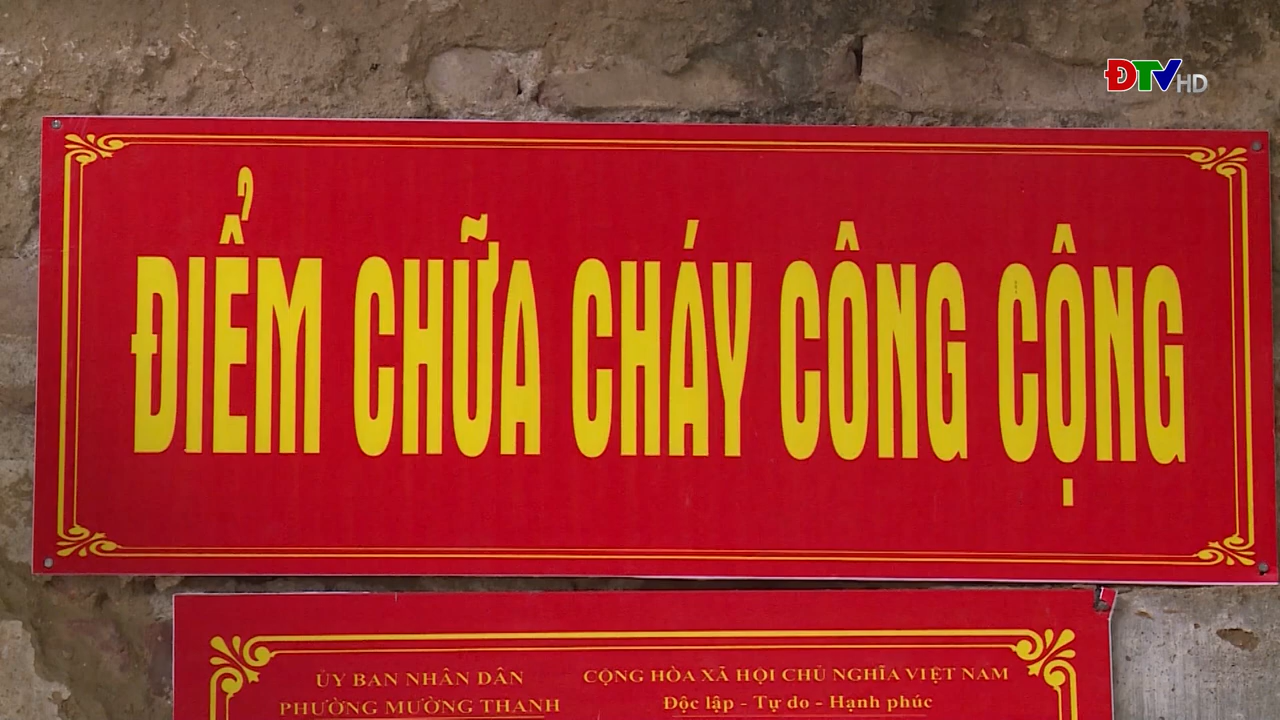 ĐTV HD
ĐIỂM CHỮA CHÁY CÔNG CỘNG
ỦY BAN NHÂN DÂN
PHƯỜNG MƯỜNG THANH
CỘNG HÒA XÃ HỘI CHỦ NGHĨA VIỆT NAM
Độc lập - Tự do - Hạnh phúc